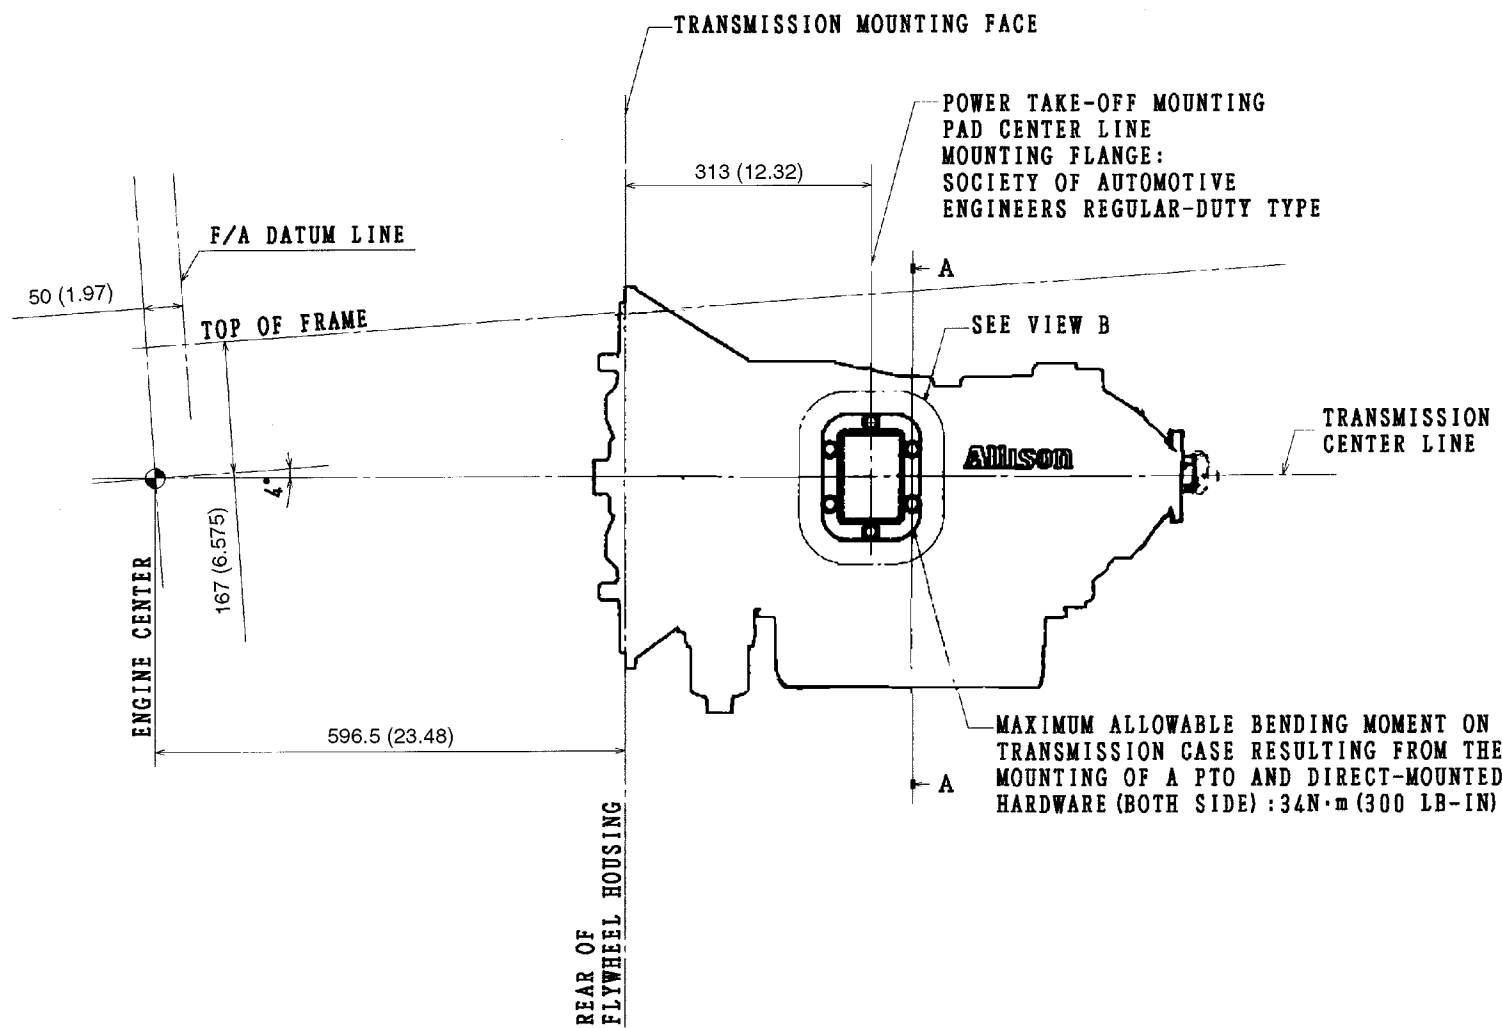 TRANSMISSION MOUNTING FACE
POWER TAKE-OFF MOUNTING
PAD CENTER LINE
MOUNTING FLANGE:
SOCIETY OF AUTOMOTIVE
ENGINEERS REGULAR-DUTY TYPE
313 (12.32)
F/A DATUM LINE
A
50 (1.97)
TOP OF FRAME
SEE VIEW B
TRANSMISSION
CENTER LINE
Allison
4°
167 (6.575)
ENGINE CENTER
596.5 (23.48)
MAXIMUM ALLOWABLE BENDING MOMENT ON
TRANSMISSION CASE RESULTING FROM THE
MOUNTING OF A PTO AND DIRECT-MOUNTED
HARDWARE (BOTH SIDE) :34N·m (300 LB-IN)
A
REAR OF
FLYWHEEL HOUSING